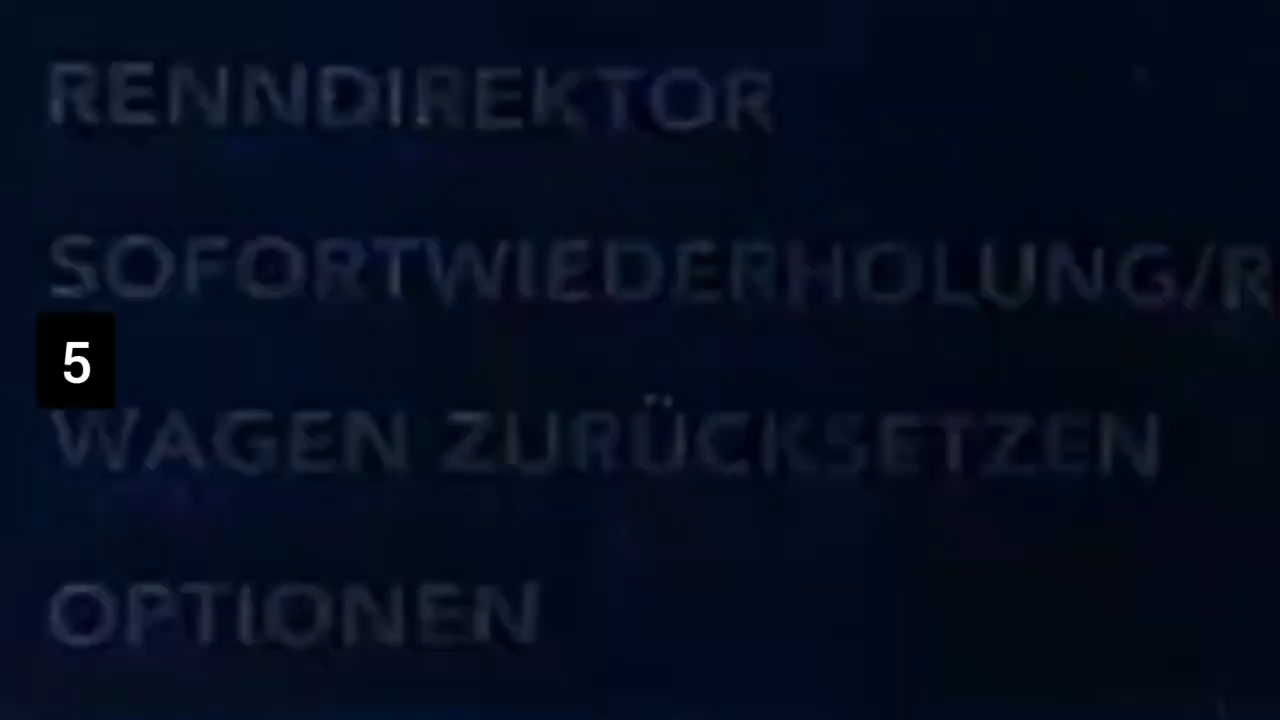 RENNDIREKTOR
SOFORTWIEDERHOLUNG/R
5
WAGEN ZURÜCKSETZEN
OPTIONEN